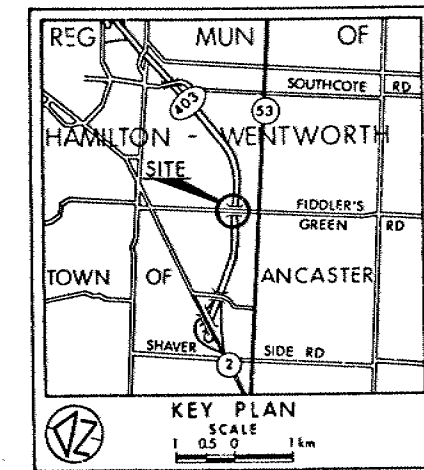 REG MUN OF
SOUTHCOTE RD
403
53
HAMILTON - WENTWORTH
SITE
FIDDLER'S
GREEN RD
TOWN OF ANCASTER
SHAVER SIDE RD
2
KEY PLAN
SCALE
1 0.5 0 1 km